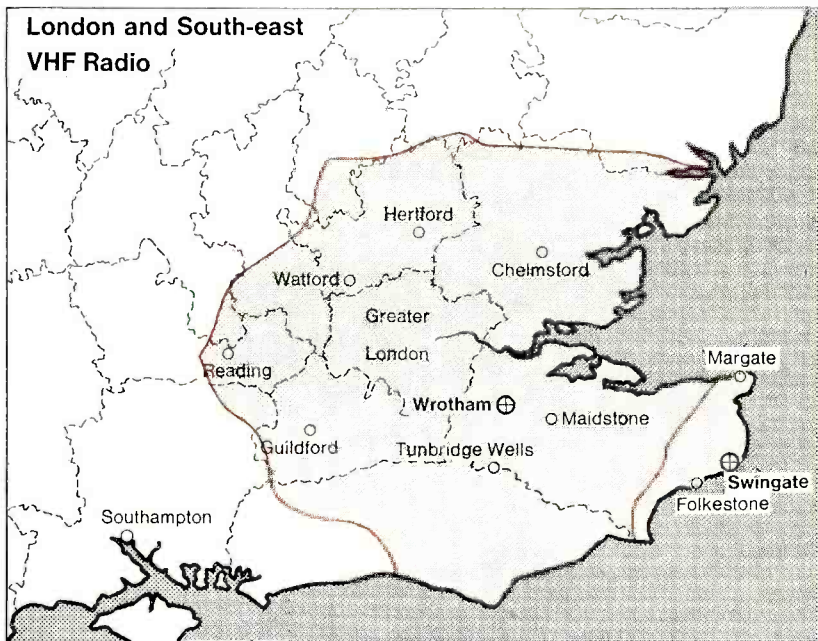 London and South-east
VHF Radio
Hertford
Chelmsford
Watford
Greater
London
Reading
Margate
Wrotham
Maidstone
Guildford
Tunbridge Wells
Swingate
Folkestone
Southampton